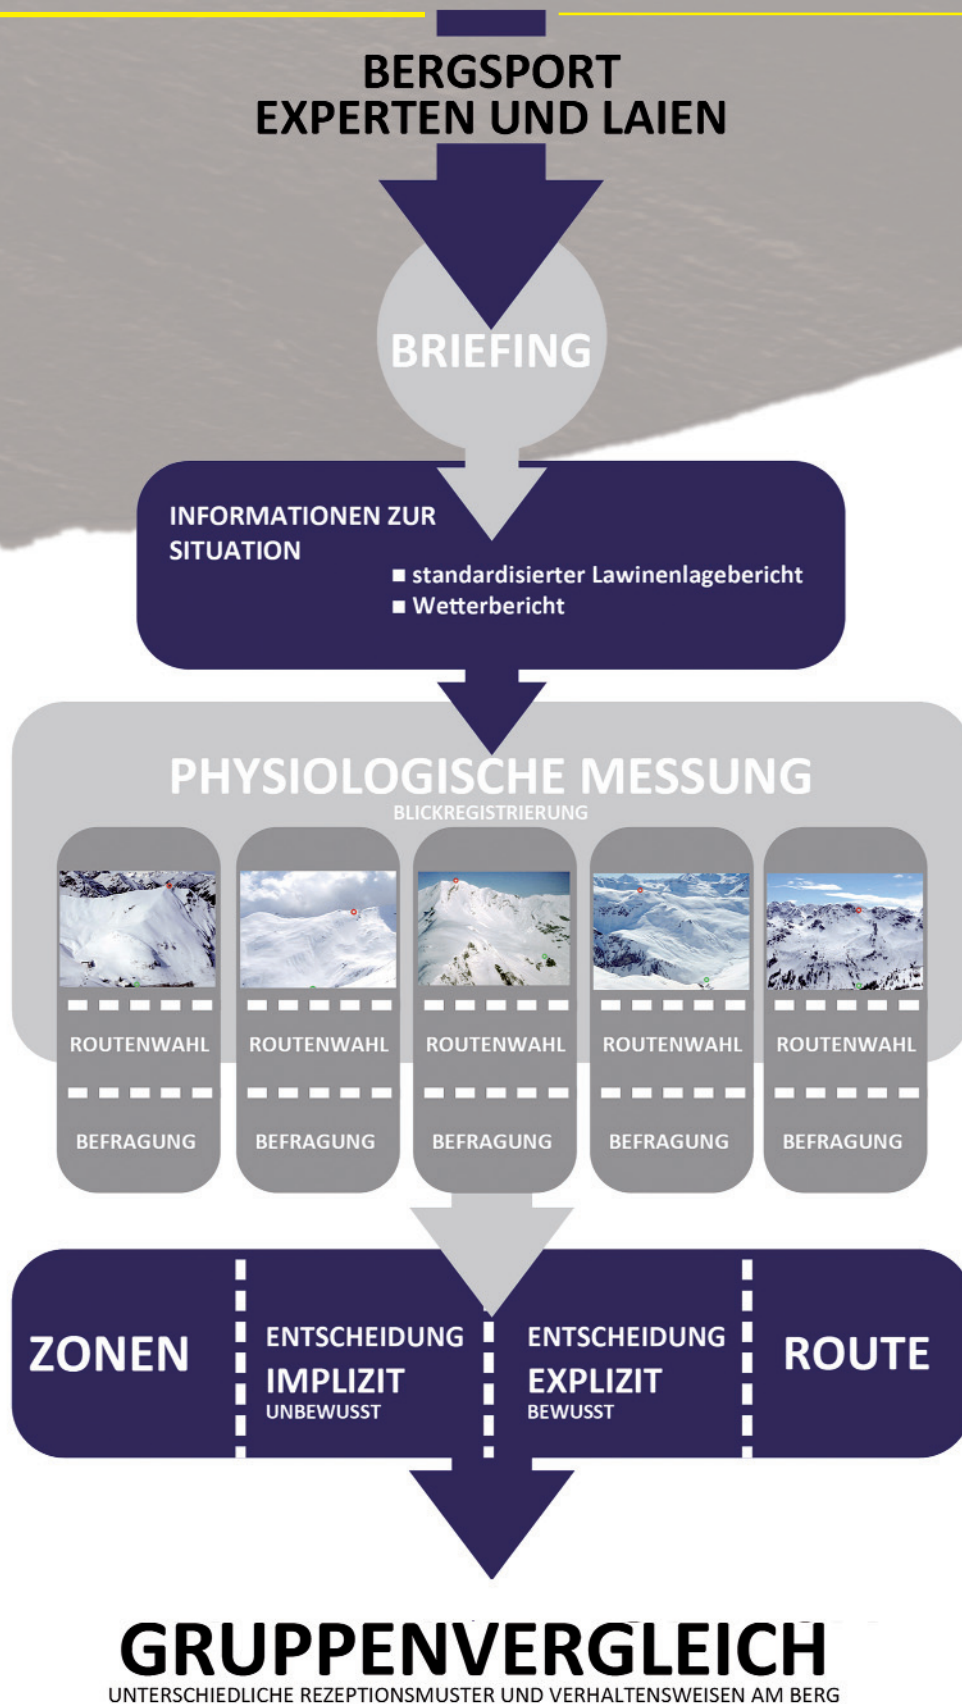 BERGSPORT
EXPERTEN UND LAIEN
BRIEFING
INFORMATIONEN ZUR
SITUATION
■ standardisierter Lawinenlagebericht
■ Wetterbericht
PHYSIOLOGISCHE MESSUNG
BLICKREGISTRIERUNG
ROUTENWAHL ROUTENWAHL ROUTENWAHL ROUTENWAHL ROUTENWAHL
BEFRAGUNG BEFRAGUNG BEFRAGUNG BEFRAGUNG BEFRAGUNG
ZONEN
ENTSCHEIDUNG
IMPLIZIT
UNBEWUSST
ENTSCHEIDUNG
EXPLIZIT
BEWUSST
ROUTE
GRUPPENVERGLEICH
UNTERSCHIEDLICHE REZEPTIONSMUSTER UND VERHALTENSWEISEN AM BERG